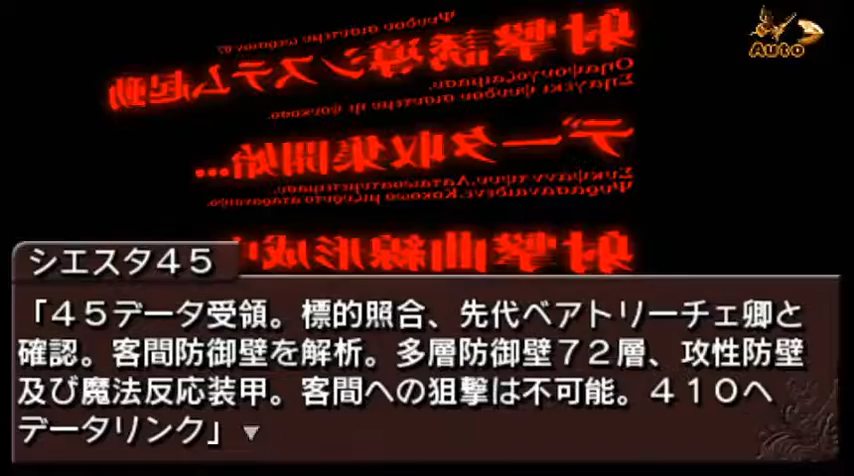 Auto
射撃誘導システム起動
データ収集開始...
射撃曲線形成
シエスタ４５
「４５データ受領。標的照合、先代ベアトリーチェ卿と
確認。客間防御壁を解析。多層防御壁７２層、攻性防壁
及び魔法反応装甲。客間への狙撃は不可能。４１０へ
データリンク」▼